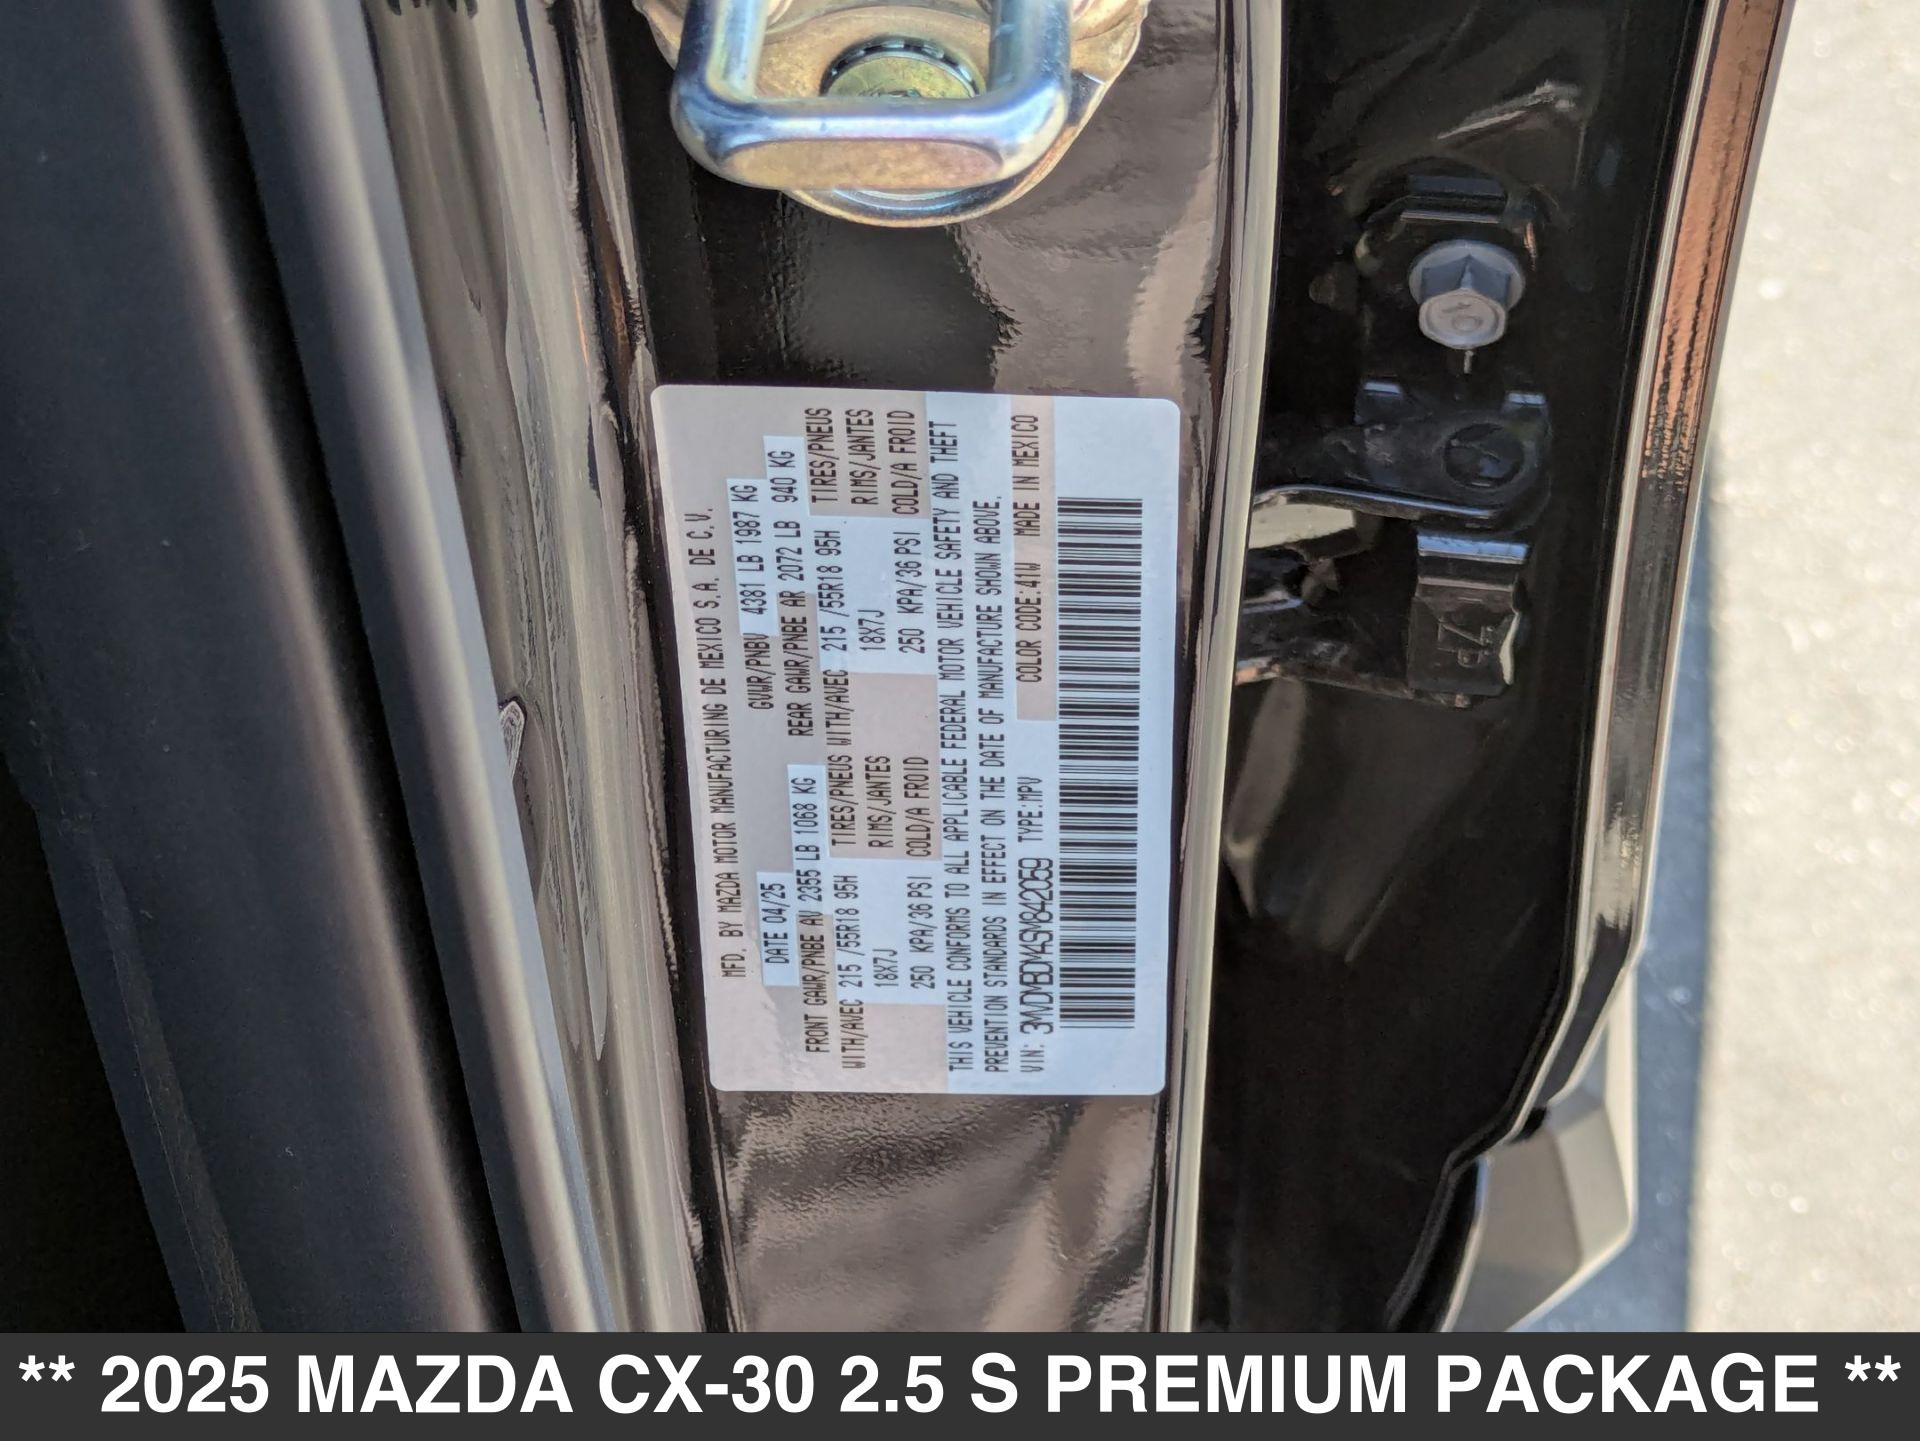 MFD. BY MAZDA MOTOR MANUFACTURING DE MEXICO S.A. DE C.V.
DATE 04/25 GVWR/PNBV 4381 LB 1987 KG
FRONT GAWR/PNBE AV 2355 LB 1068 KG REAR GAWR/PNBE AR 2072 LB 940 KG
WITH/AVEC 215 /55R18 95H TIRES/PNEUS WITH/AVEC 215 /55R18 95H TIRES/PNEUS
18X7J RIMS/JANTES 18X7J RIMS/JANTES
250 KPA/36 PSI COLD/A FROID 250 KPA/36 PSI COLD/A FROID
THIS VEHICLE CONFORMS TO ALL APPLICABLE FEDERAL MOTOR VEHICLE SAFETY AND THEFT
PREVENTION STANDARDS IN EFFECT ON THE DATE OF MANUFACTURE SHOWN ABOVE.
VIN: 3MVDMBDM4SM842059 TYPE:MPV COLOR CODE:41W MADE IN MEXICO
** 2025 MAZDA CX-30 2.5 S PREMIUM PACKAGE **